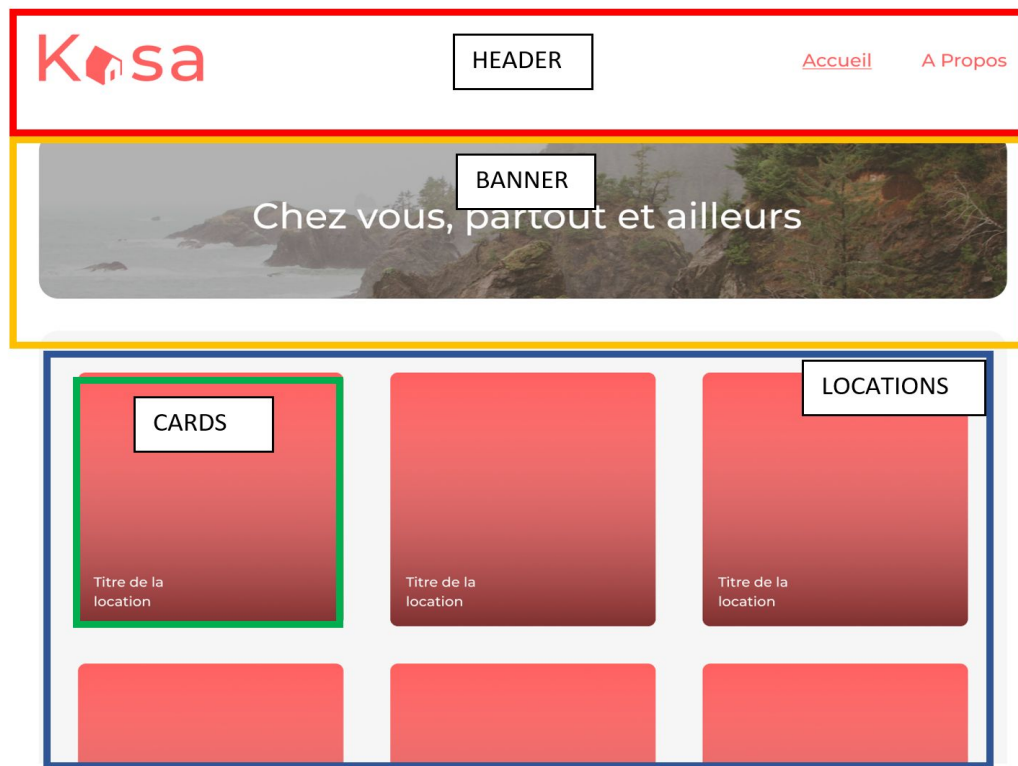 Kasa
HEADER
Accueil
A Propos
BANNER
Chez vous, partout et ailleurs
LOCATIONS
CARDS
Titre de la
location
Titre de la
location
Titre de la
location